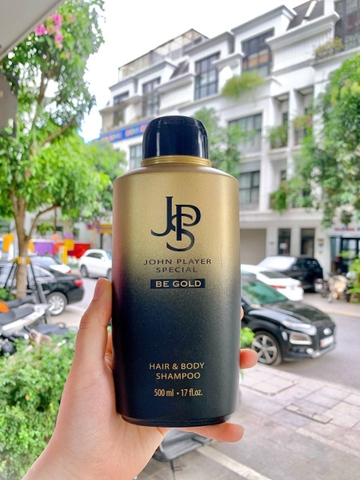 JPS
JOHN PLAYER
SPECIAL
BE GOLD
HAIR & BODY
SHAMPOO
500 ml • 17 fl.oz.